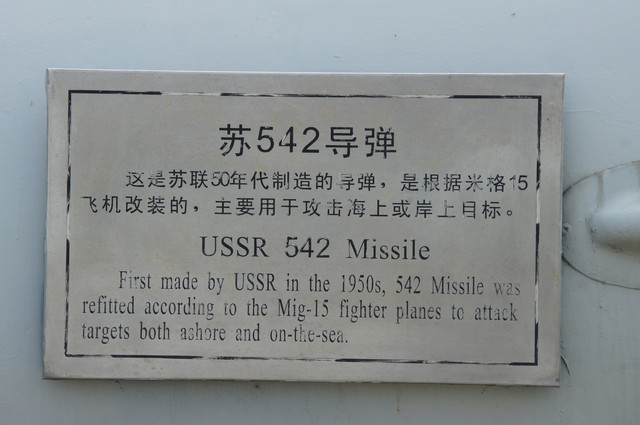 苏542导弹
这是苏联50年代制造的导弹，是根据米格15
飞机改装的，主要用于攻击海上或岸上目标。
USSR 542 Missile
First made by USSR in the 1950s, 542 Missile was
refitted according to the Mig-15 fighter planes to attack
targets both ashore and on-the-sea.